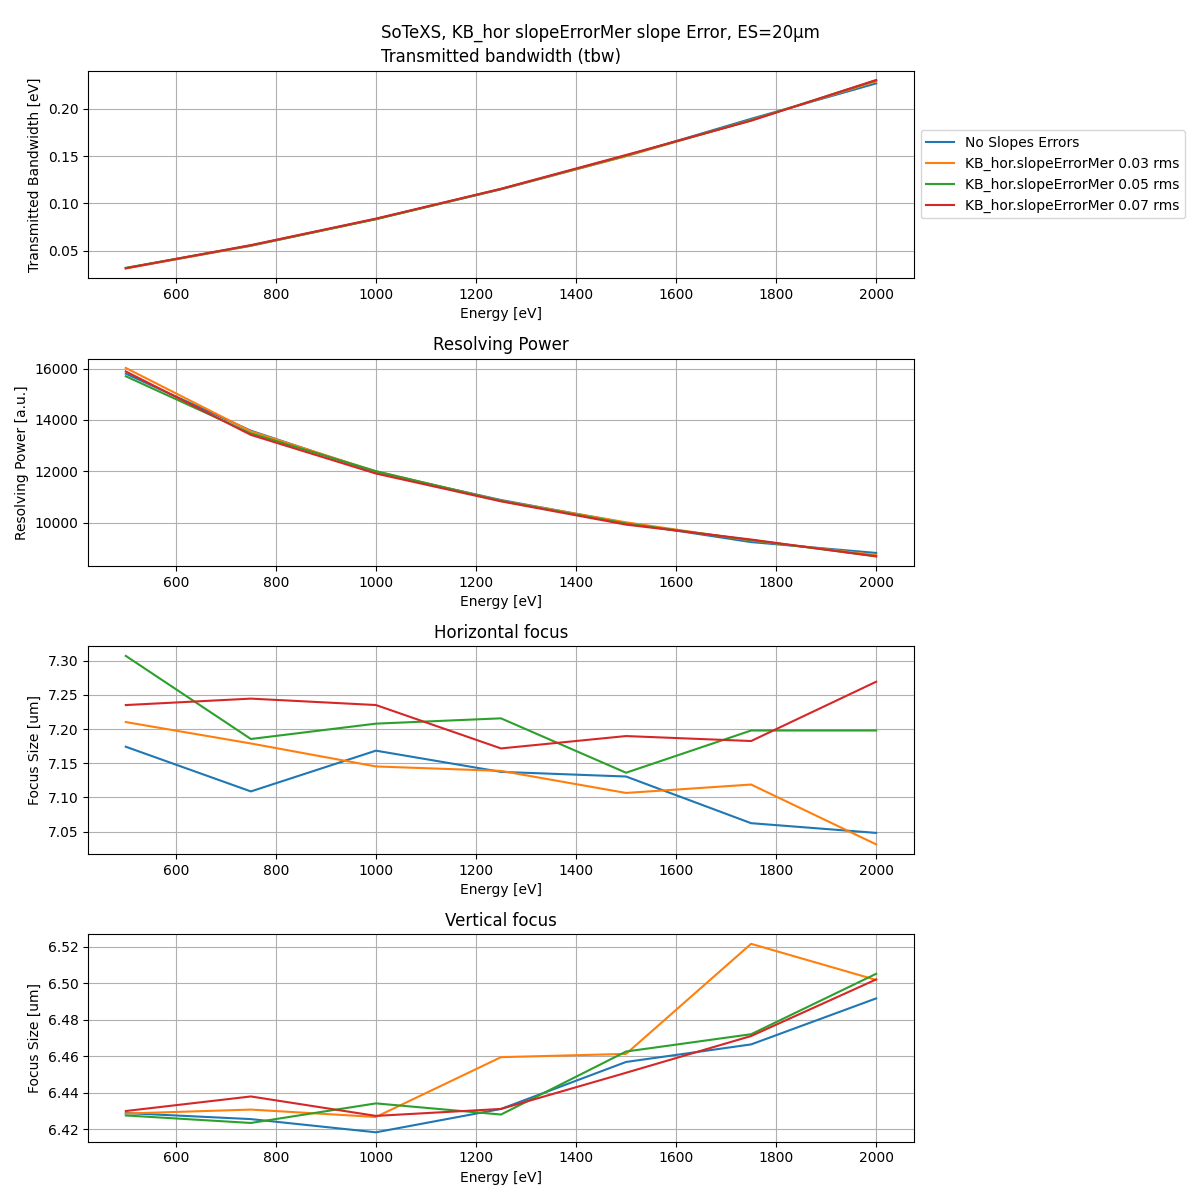 SoTeXS, KB_hor slopeErrorMer slope Error, ES=20μm
Transmitted bandwidth (tbw)
Transmitted Bandwidth [eV]
0.20
0.15
0.10
0.05
600 800 1000 1200 1400 1600 1800 2000
Energy [eV]
No Slopes Errors
KB_hor.slopeErrorMer 0.03 rms
KB_hor.slopeErrorMer 0.05 rms
KB_hor.slopeErrorMer 0.07 rms
Resolving Power
Resolving Power [a.u.]
16000
14000
12000
10000
600 800 1000 1200 1400 1600 1800 2000
Energy [eV]
Horizontal focus
Focus Size [um]
7.30
7.25
7.20
7.15
7.10
7.05
600 800 1000 1200 1400 1600 1800 2000
Energy [eV]
Vertical focus
Focus Size [um]
6.52
6.50
6.48
6.46
6.44
6.42
600 800 1000 1200 1400 1600 1800 2000
Energy [eV]